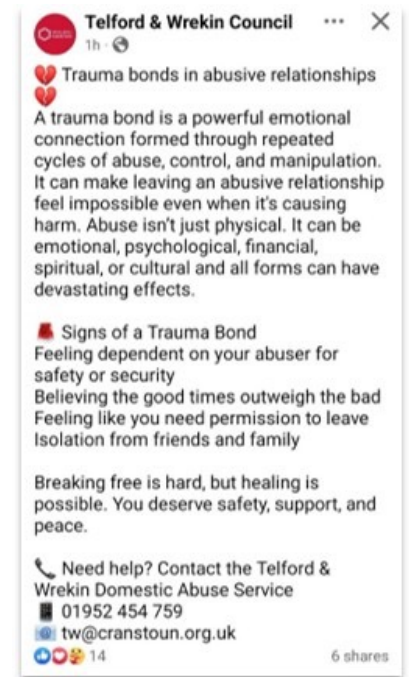 Telford & Wrekin Council
1h
💔 Trauma bonds in abusive relationships
💔
A trauma bond is a powerful emotional
connection formed through repeated
cycles of abuse, control, and manipulation.
It can make leaving an abusive relationship
feel impossible even when it's causing
harm. Abuse isn't just physical. It can be
emotional, psychological, financial,
spiritual, or cultural and all forms can have
devastating effects.
Signs of a Trauma Bond
Feeling dependent on your abuser for
safety or security
Believing the good times outweigh the bad
Feeling like you need permission to leave
Isolation from friends and family
Breaking free is hard, but healing is
possible. You deserve safety, support, and
peace.
📞 Need help? Contact the Telford &
Wrekin Domestic Abuse Service
📱 01952 454 759
📧 tw@cranstoun.org.uk
14 6 shares